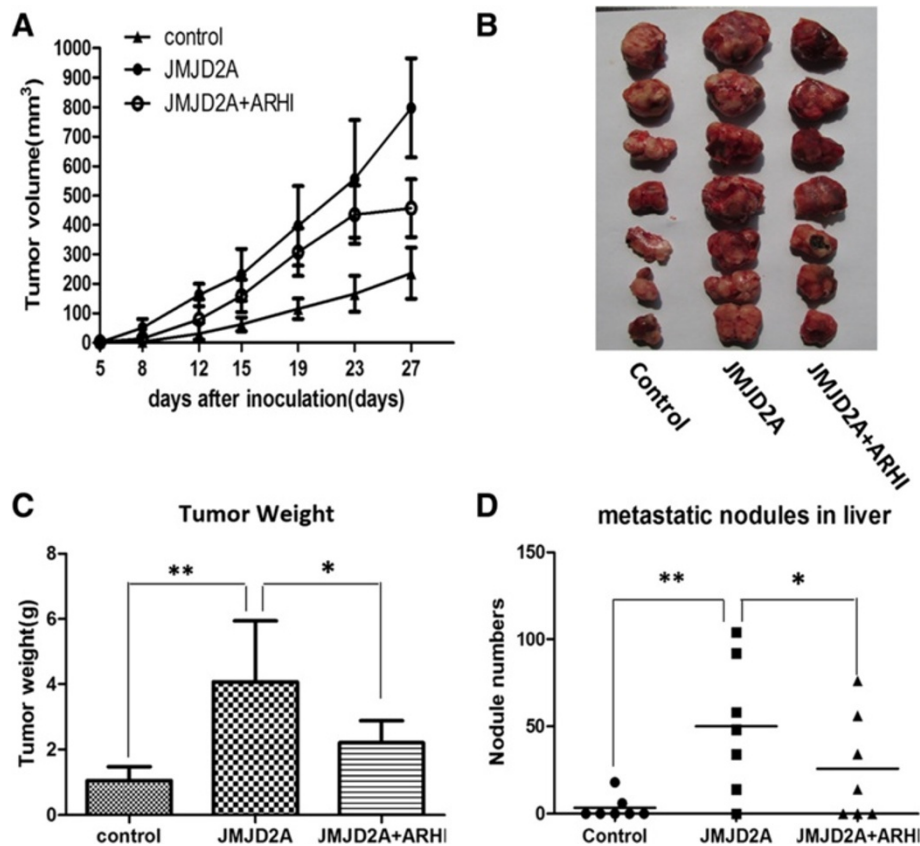 A
control
JMJD2A
JMJD2A+ARHI
Tumor volume(mm³)
1000
900
800
700
600
500
400
300
200
100
0
5 8 12 15 19 23 27
days after inoculation(days)
B
Control JMJD2A JMJD2A+ARHI
C
Tumor Weight
Tumor weight(g)
8
6
4
2
0
** *
control JMJD2A JMJD2A+ARHI
D
metastatic nodules in liver
Nodule numbers
150
100
50
0
** *
Control JMJD2A JMJD2A+ARHI